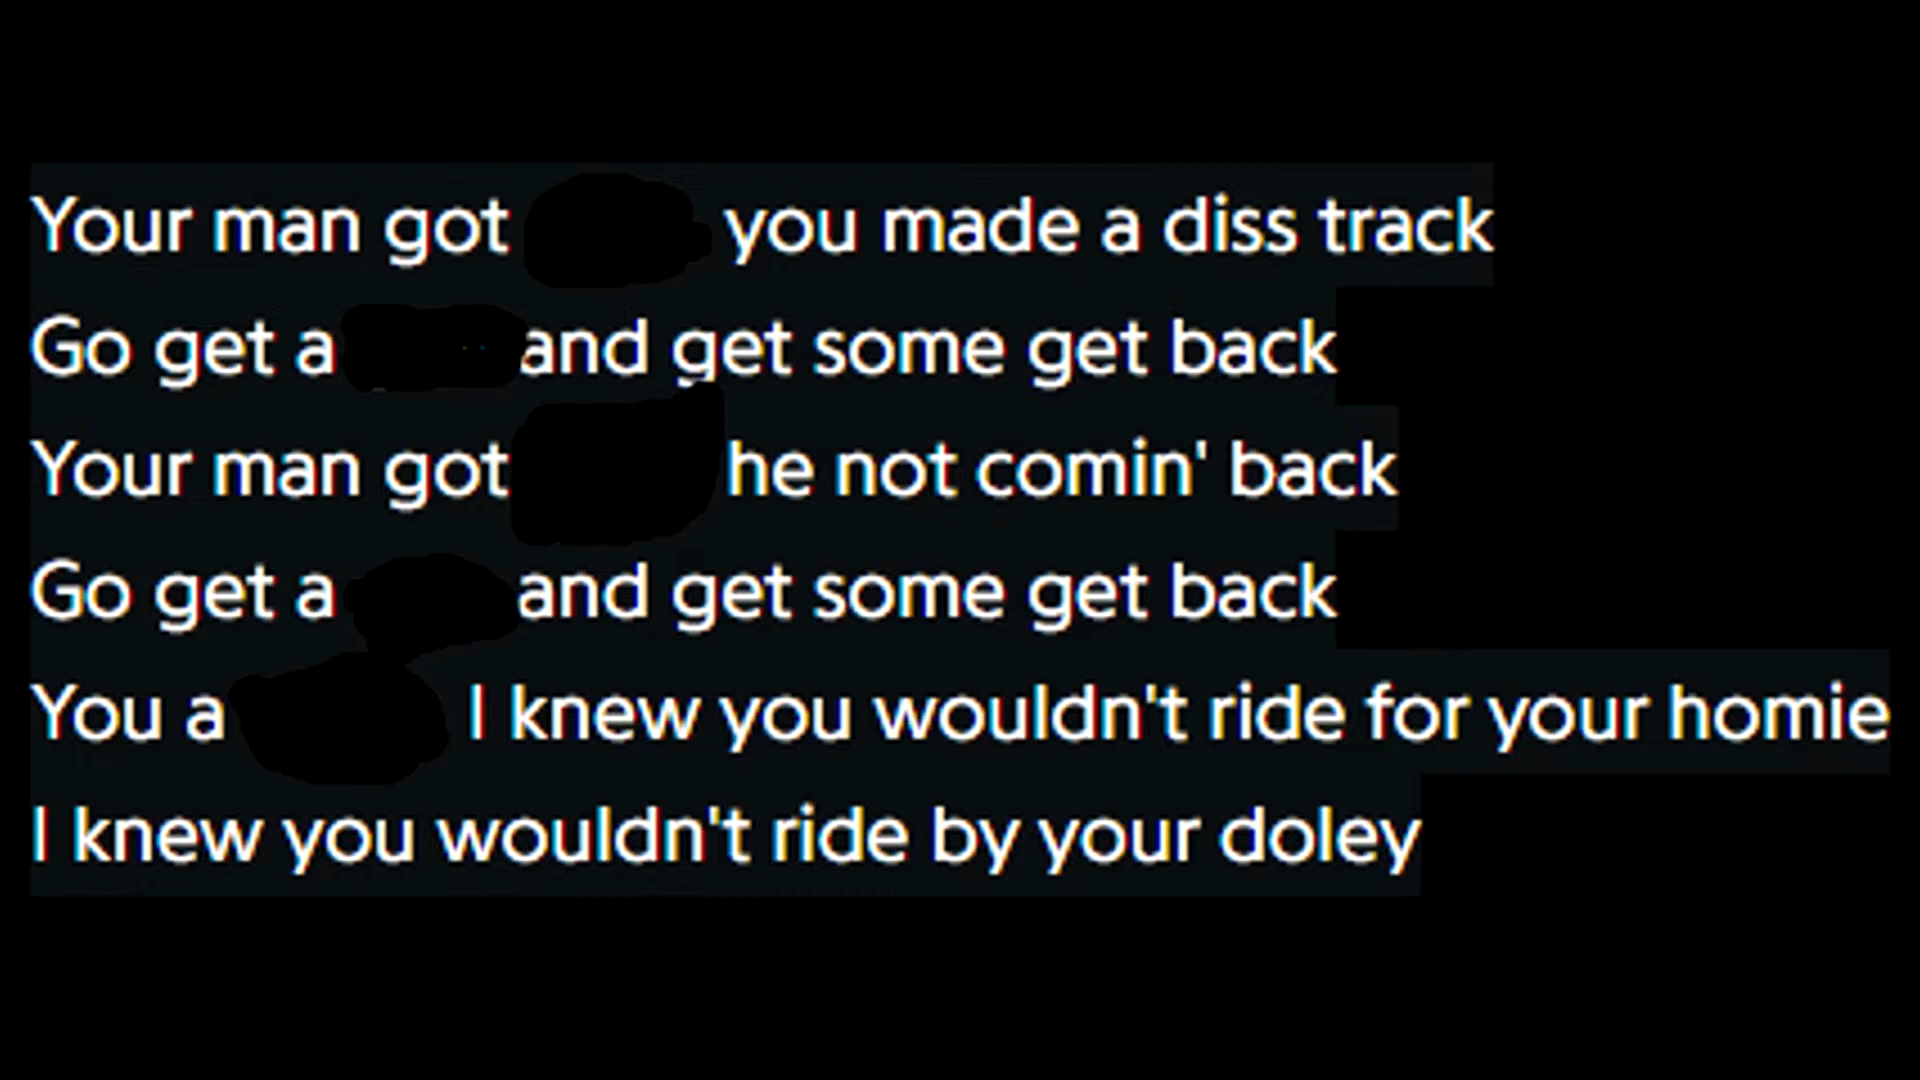 Your man got you made a diss track
Go get a and get some get back
Your man got he not comin' back
Go get a and get some get back
You a I knew you wouldn't ride for your homie
I knew you wouldn't ride by your doley